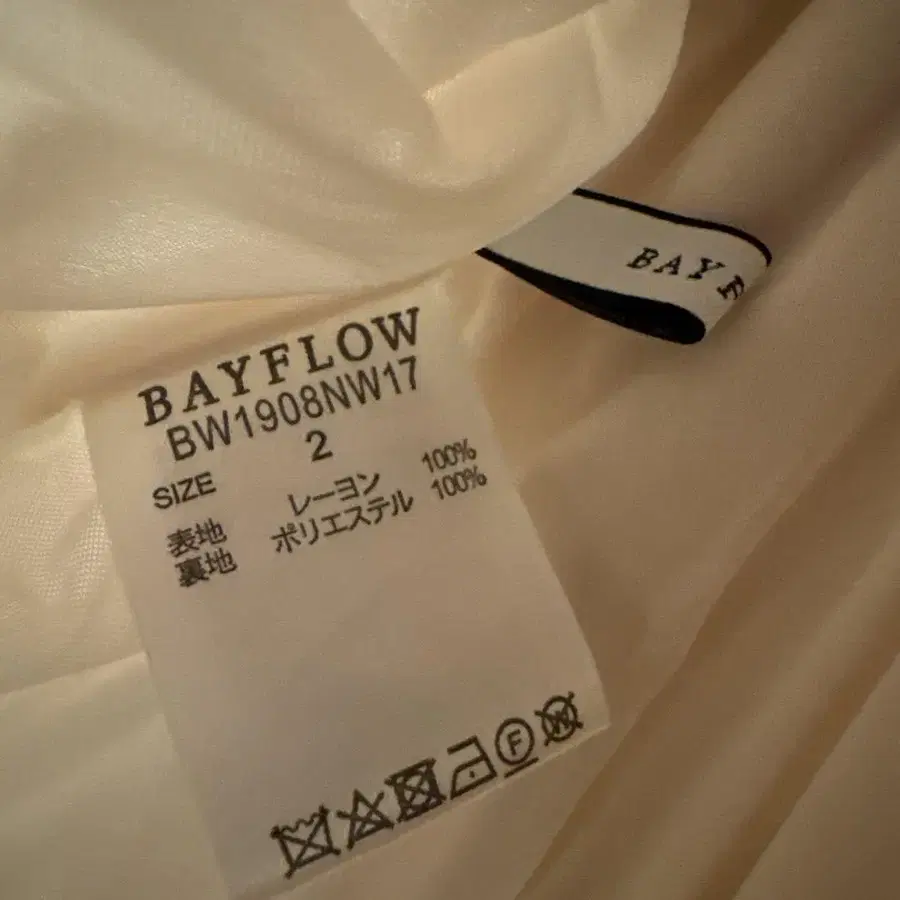 BAYF
BAYFLOW
BW1908NW17
SIZE 2
表地 レーヨン 100%
裏地 ポリエステル 100%
F
W